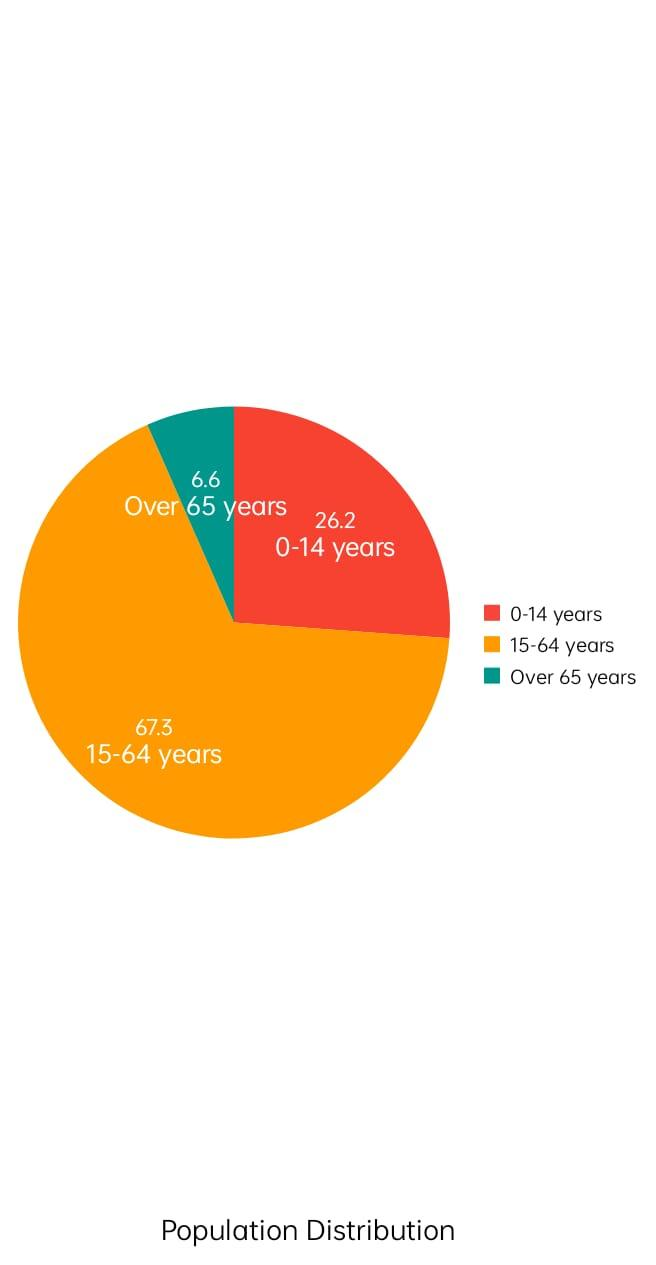 6.6
Over 65 years
26.2
0-14 years
0-14 years
15-64 years
Over 65 years
67.3
15-64 years
Population Distribution